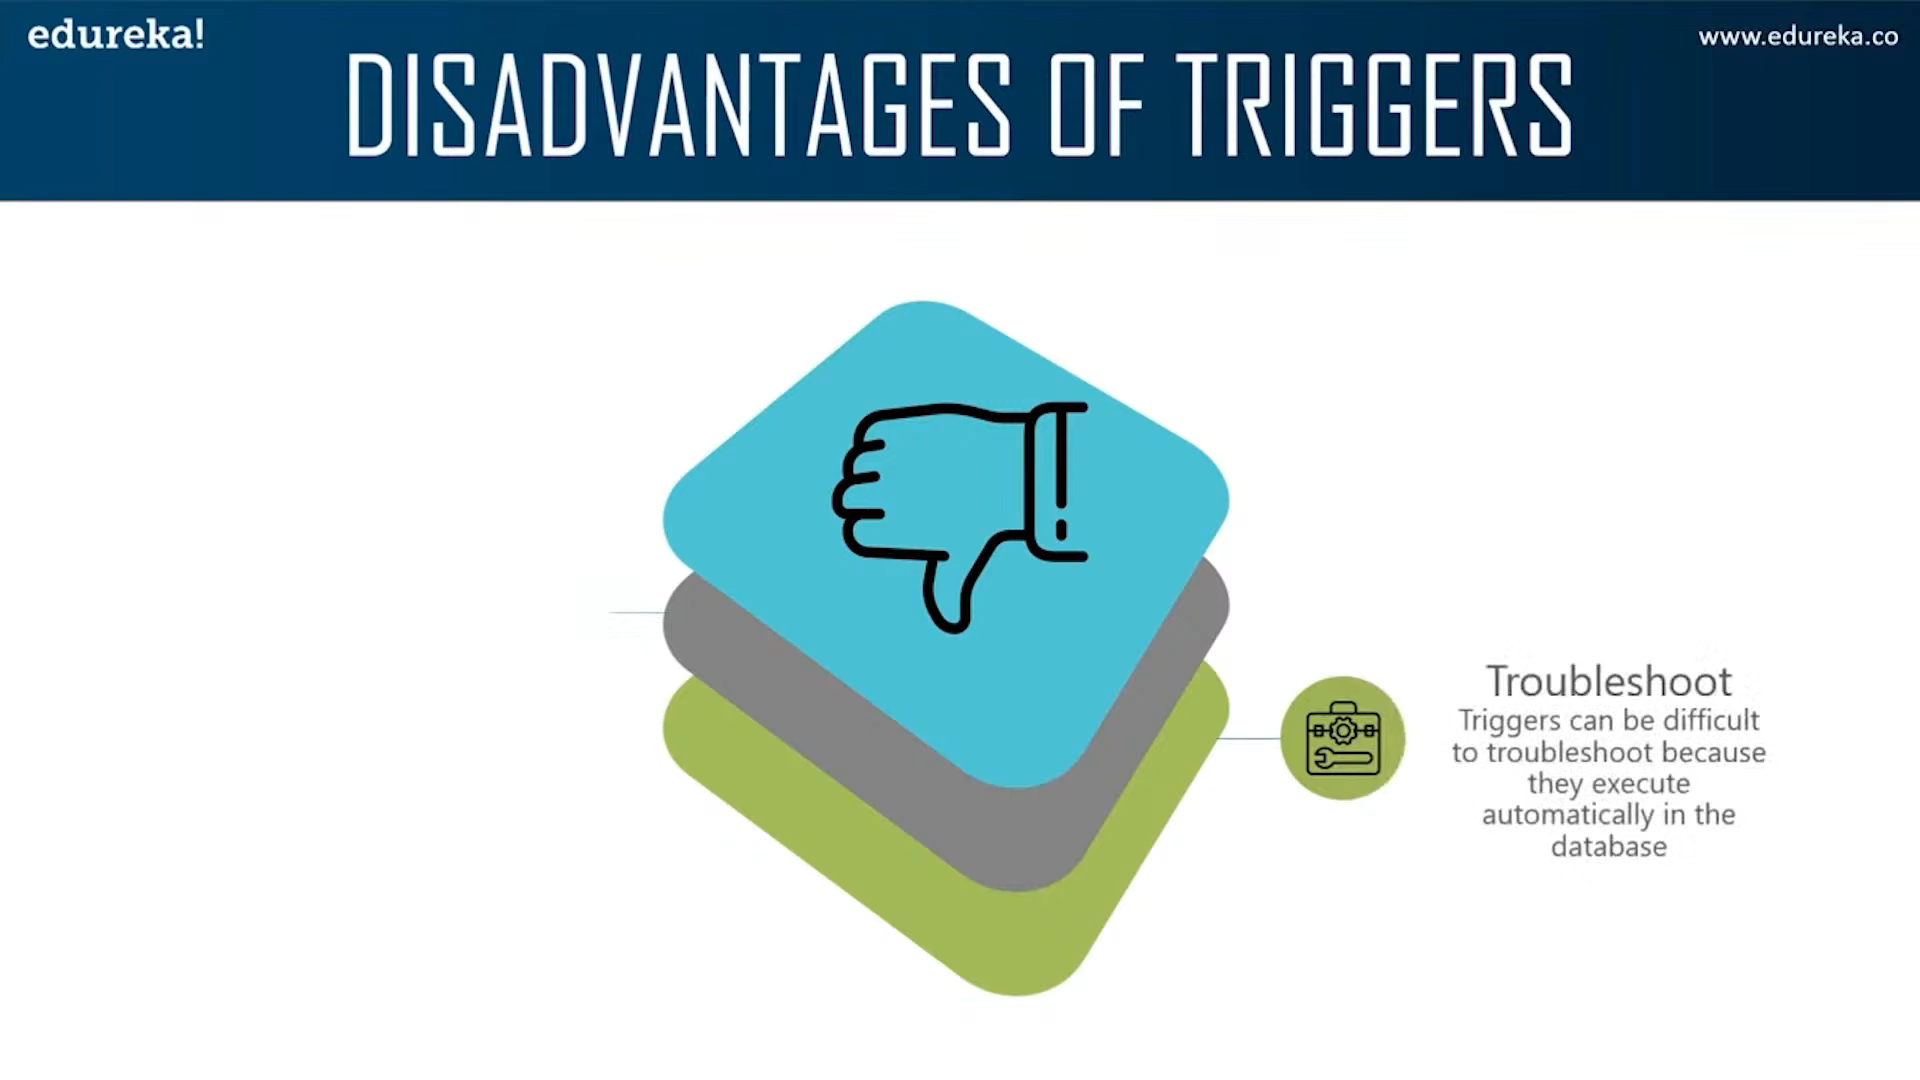 edureka!
www.edureka.co
DISADVANTAGES OF TRIGGERS
Troubleshoot
Triggers can be difficult
to troubleshoot because
they execute
automatically in the
database